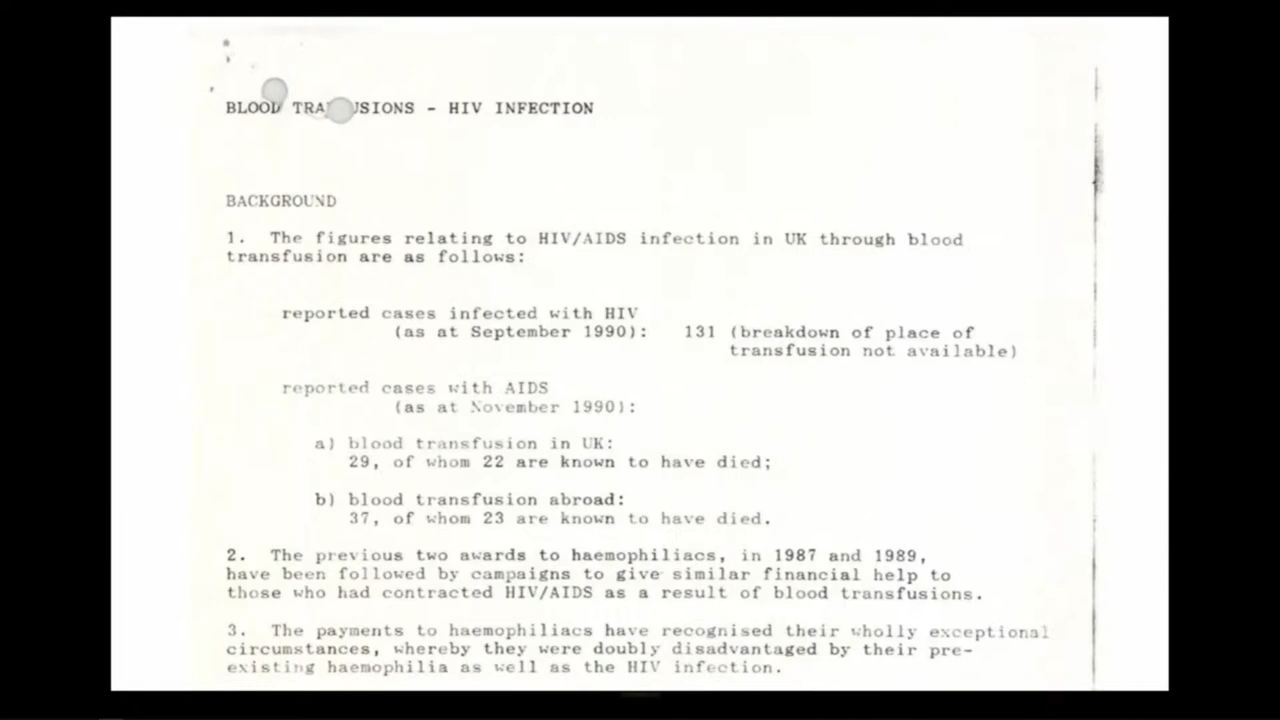 BLOOD TRANSFUSIONS - HIV INFECTION
BACKGROUND
1. The figures relating to HIV/AIDS infection in UK through blood
transfusion are as follows:
reported cases infected with HIV
(as at September 1990): 131 (breakdown of place of
transfusion not available)
reported cases with AIDS
(as at November 1990):
a) blood transfusion in UK:
29, of whom 22 are known to have died;
b) blood transfusion abroad:
37, of whom 23 are known to have died.
2. The previous two awards to haemophiliacs, in 1987 and 1989,
have been followed by campaigns to give similar financial help to
those who had contracted HIV/AIDS as a result of blood transfusions.
3. The payments to haemophiliacs have recognised their wholly exceptional
circumstances, whereby they were doubly disadvantaged by their pre-
existing haemophilia as well as the HIV infection.